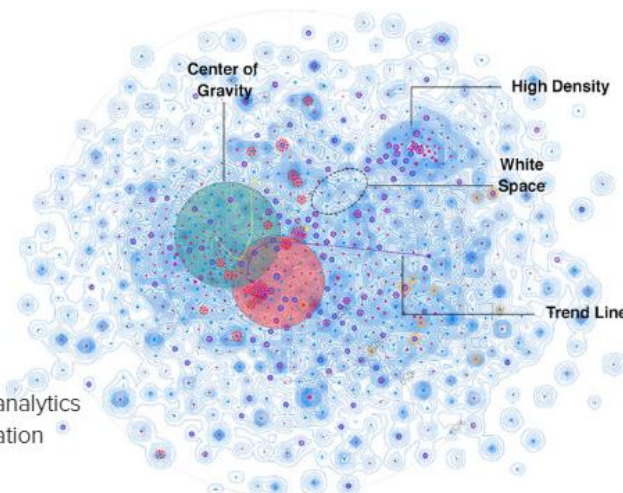 Center of
Gravity
High Density
White
Space
Trend Line
analytics
ation